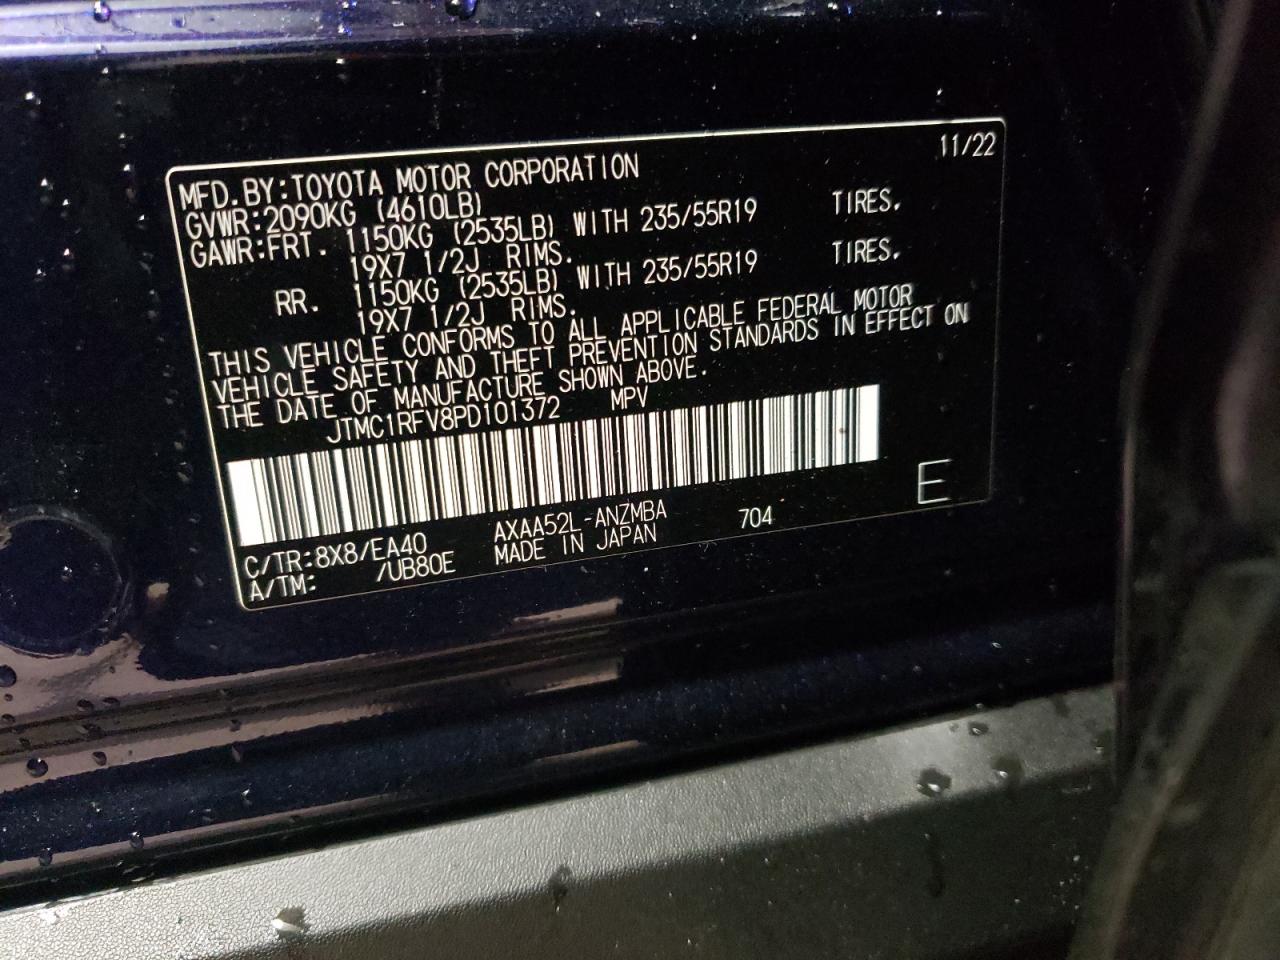 11/22
MFD.BY:TOYOTA MOTOR CORPORATION
GVWR:2090KG (4610LB)
GAWR:FRT. 1150KG (2535LB) WITH 235/55R19 TIRES.
19X7 1/2J RIMS.
RR. 1150KG (2535LB) WITH 235/55R19 TIRES.
19X7 1/2J RIMS.
THIS VEHICLE CONFORMS TO ALL APPLICABLE FEDERAL MOTOR
VEHICLE SAFETY AND THEFT PREVENTION STANDARDS IN EFFECT ON
THE DATE OF MANUFACTURE SHOWN ABOVE.
JTMC1RFV8PD101372 MPV
E
C/TR:8X8/EA40 AXAA52L-ANZMBA 704
A/TM: /UB80E MADE IN JAPAN